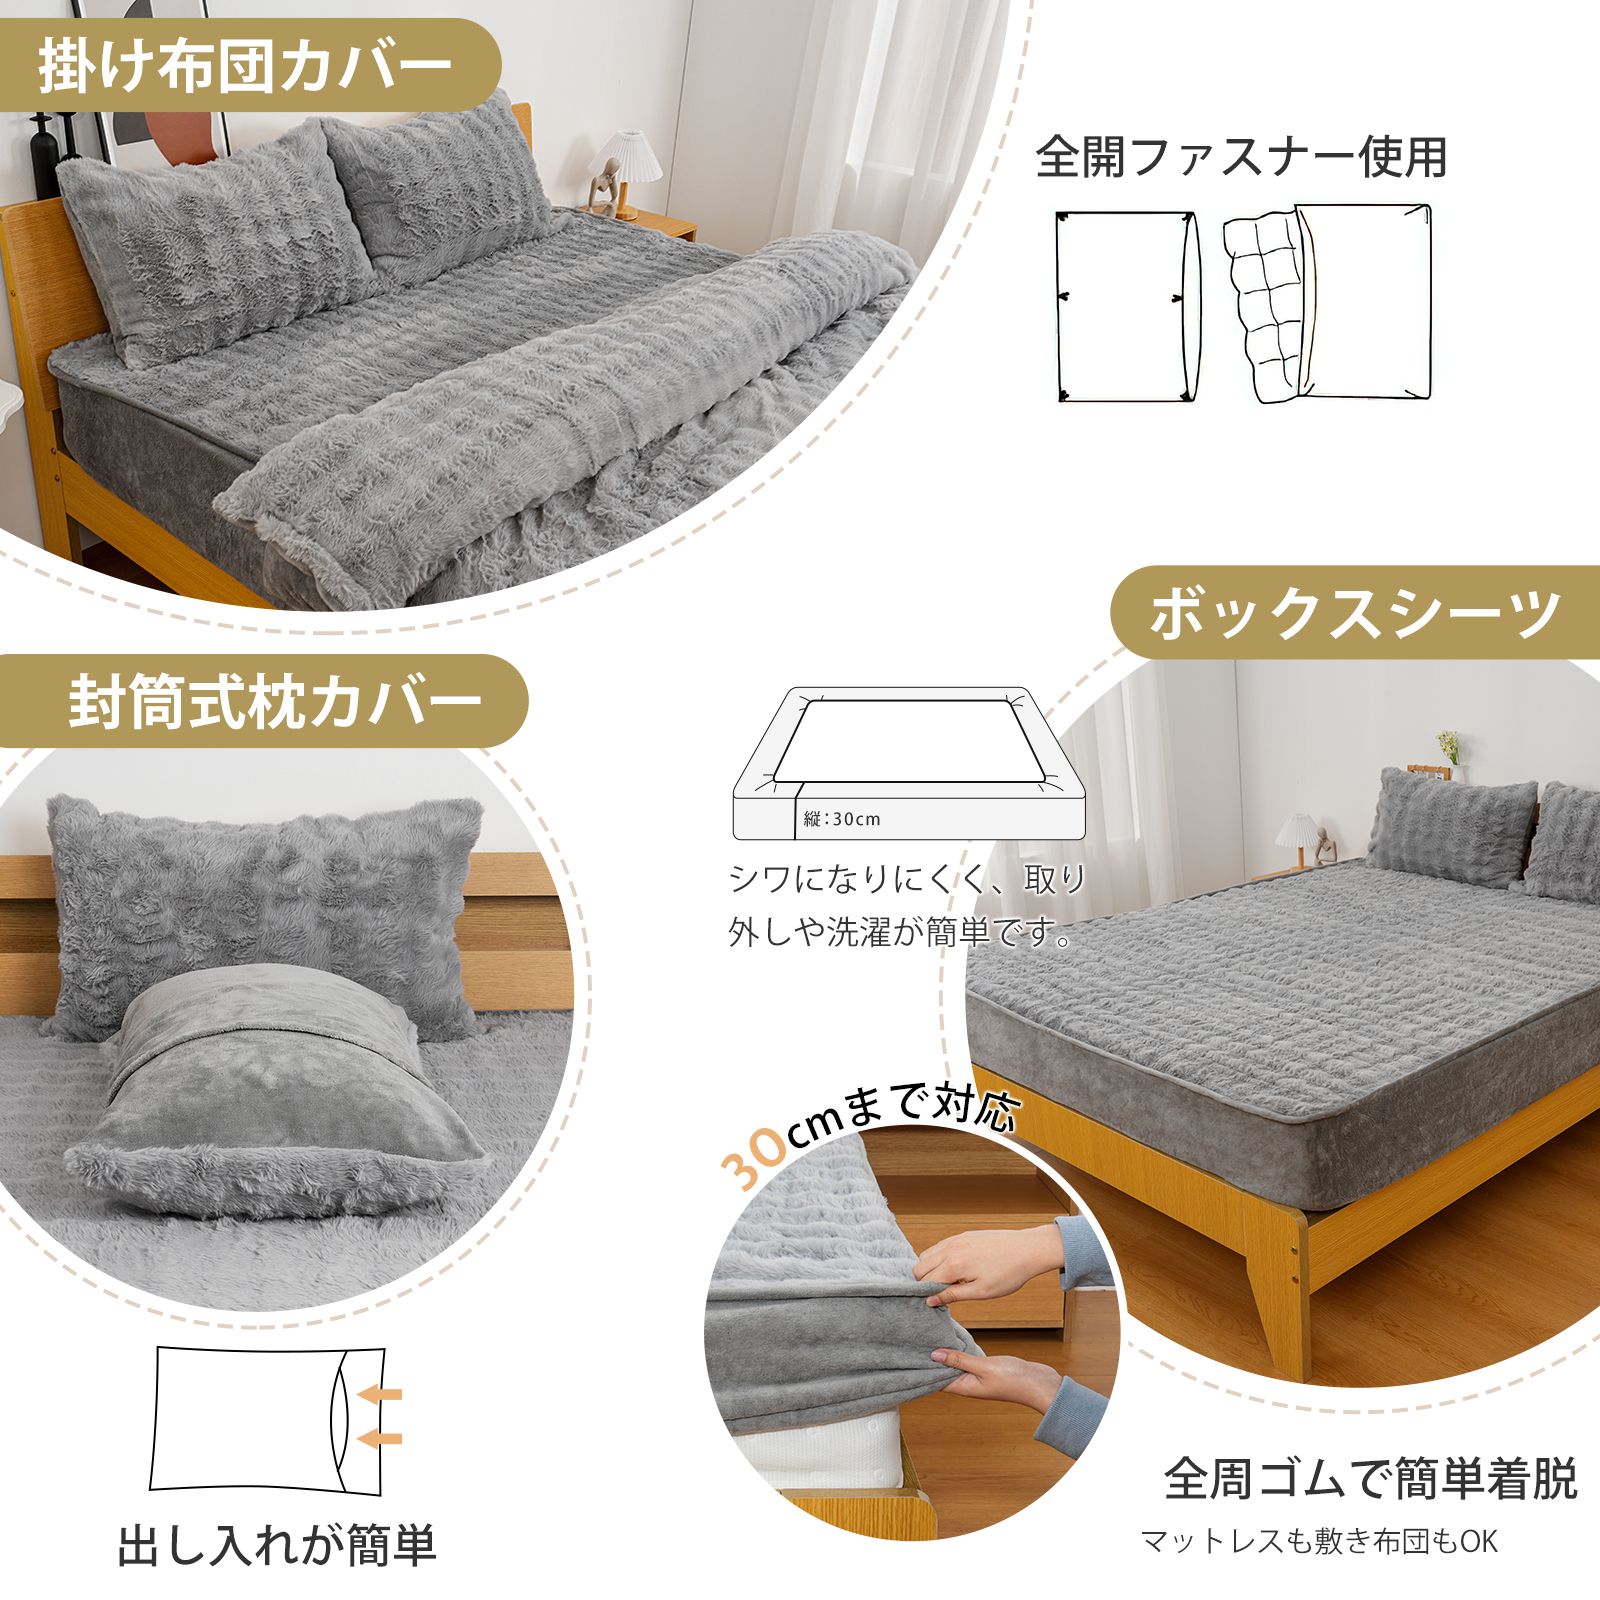 掛け布団カバー
全開ファスナー使用
ボックスシーツ
封筒式枕カバー
縦：30cm
シワになりにくく、取り
外しや洗濯が簡単です。
30cmまで対応
全周ゴムで簡単着脱
マットレスも敷き布団もOK
出し入れが簡単